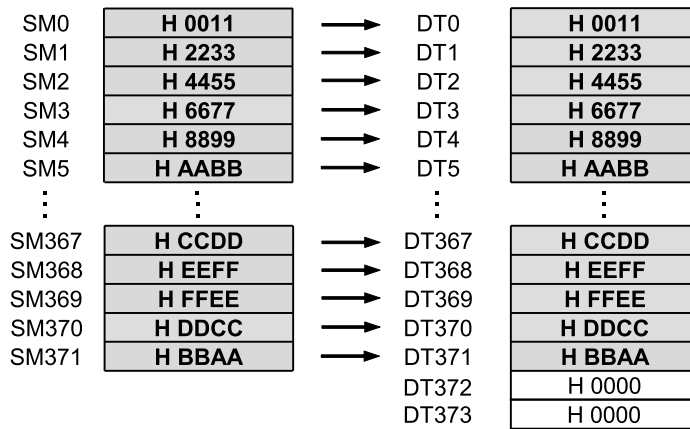 SM0 H 0011 DT0 H 0011
SM1 H 2233 DT1 H 2233
SM2 H 4455 DT2 H 4455
SM3 H 6677 DT3 H 6677
SM4 H 8899 DT4 H 8899
SM5 H AABB DT5 H AABB
SM367 H CCDD DT367 H CCDD
SM368 H EEFF DT368 H EEFF
SM369 H FFEE DT369 H FFEE
SM370 H DDCC DT370 H DDCC
SM371 H BBAA DT371 H BBAA
DT372 H 0000
DT373 H 0000